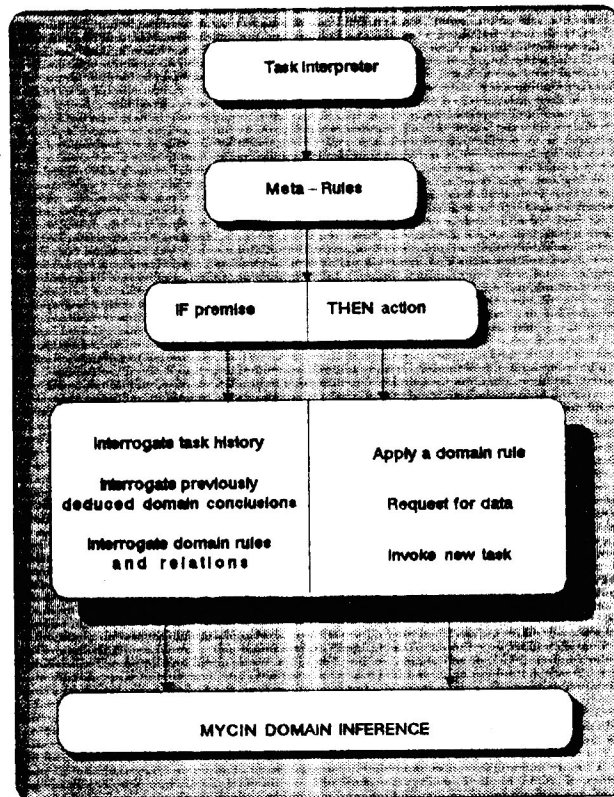 Task Interpreter
Meta - Rules
IF premise
THEN action
Interrogate task history
Interrogate previously
deduced domain conclusions
Interrogate domain rules
and relations
Apply a domain rule
Request for data
Invoke new task
MYCIN DOMAIN INFERENCE